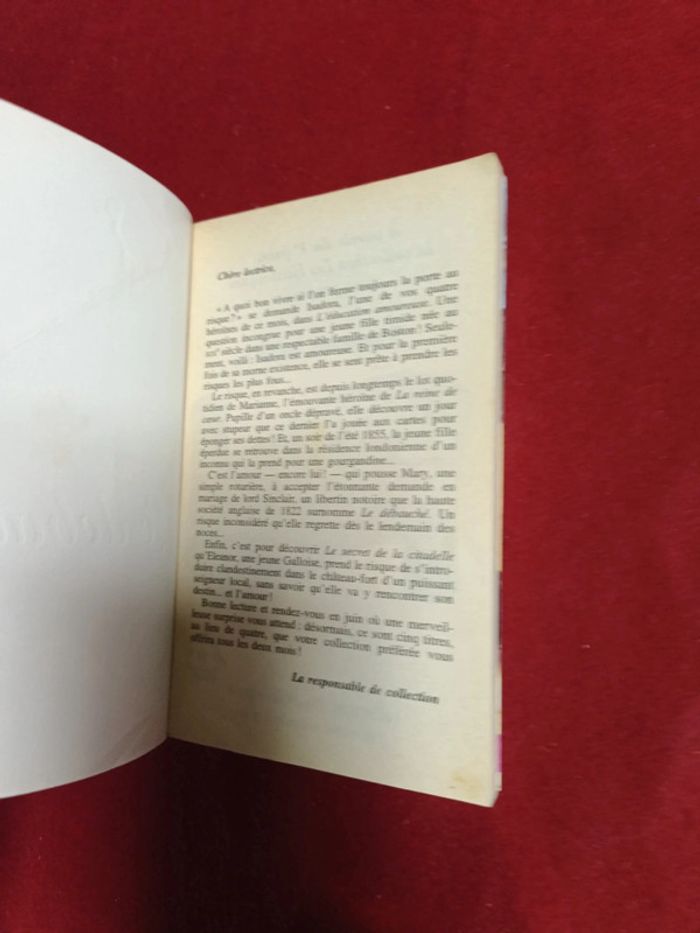 Chère lectrice,
« A quoi bon vivre si l'on ferme toujours la porte au
risque ? » se demande Isadora, l'une de vos quatre
héroïnes de ce mois, dans L'éducation amoureuse. Une
question incongrue pour une jeune fille timide née au
XIXe siècle dans une respectable famille de Boston ! Seule-
ment, voilà : Isadora est amoureuse. Et pour la première
fois de sa morne existence, elle se sent prête à prendre les
risques les plus fous...
Le risque, en revanche, est depuis longtemps le lot quo-
tidien de Marianne, l'émouvante héroïne de La reine de
cœur. Pupille d'un oncle dépravé, elle découvre un jour
avec stupeur que ce dernier l'a jouée aux cartes pour
éponger ses dettes ! Et, un soir de l'été 1855, la jeune fille
éperdue se retrouve dans la résidence londonienne d'un
inconnu qui la prend pour une gourgandine...
C'est l'amour — encore lui ! — qui pousse Mary, une
simple roturière, à accepter l'étonnante demande en
mariage de lord Sinclair, un libertin notoire que la haute
société anglaise de 1822 surnomme Le débauché. Un
risque inconsidéré qu'elle regrette dès le lendemain des
noces...
Enfin, c'est pour découvrir Le secret de la citadelle
qu'Eleanor, une jeune Galloise, prend le risque de s'intro-
duire clandestinement dans le château-fort d'un puissant
seigneur local, sans savoir qu'elle va y rencontrer son
destin... et l'amour !
Bonne lecture et rendez-vous en juin où une merveil-
leuse surprise vous attend : désormais, ce sont cinq titres,
au lieu de quatre, que votre collection préférée vous
offrira tous les deux mois !
La responsable de collection